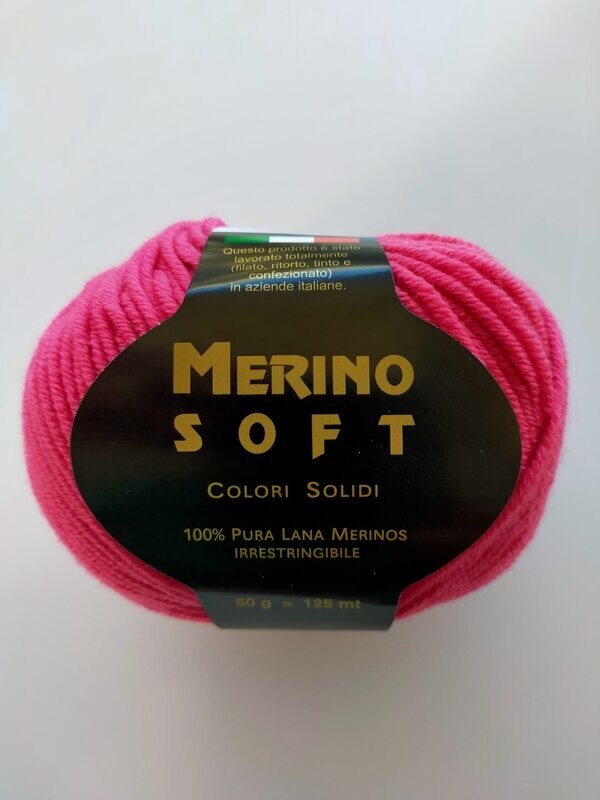 Questo prodotto è stato
lavorato totalmente
(filato, ritorto, tinto e
confezionato)
in aziende italiane.
MERINO
SOFT
COLORI SOLIDI
100% PURA LANA MERINOS
IRRESTRINGIBILE
50 g = 125 mt